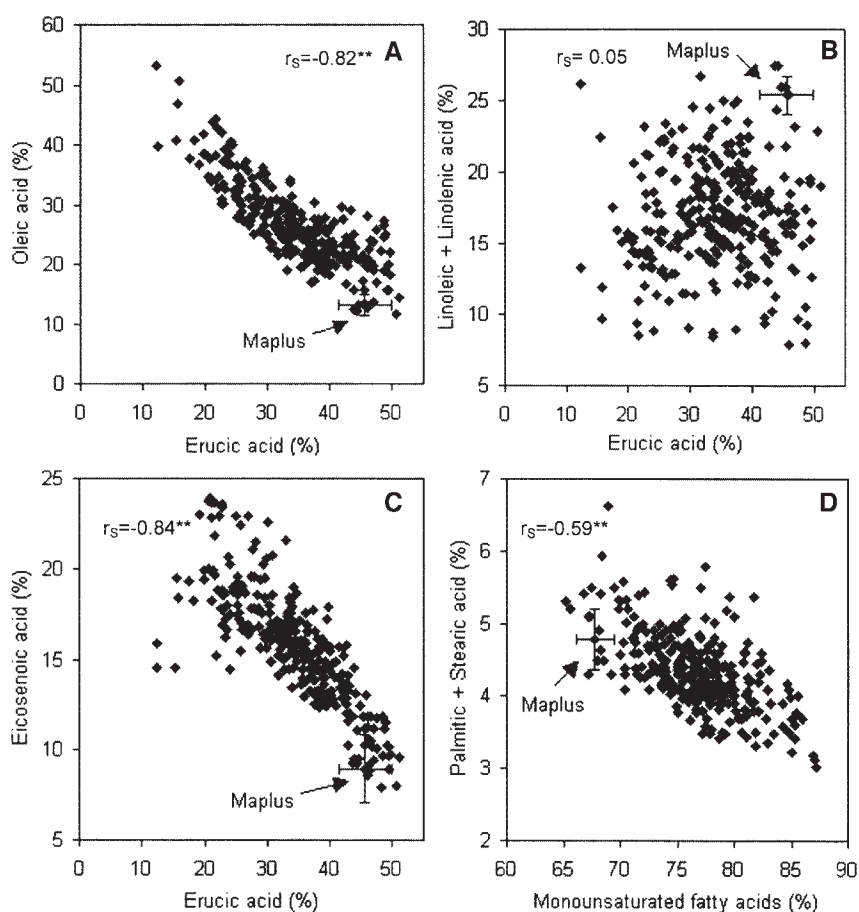 A
r_S=-0.82**
60
50
40
30
20
10
0
Oleic acid (%)
Maplus
0 10 20 30 40 50
Erucic acid (%)
B
r_S= 0.05
Maplus
30
25
20
15
10
5
Linoleic + Linolenic acid (%)
0 10 20 30 40 50
Erucic acid (%)
C
r_S=-0.84**
25
20
15
10
5
Eicosenoic acid (%)
Maplus
0 10 20 30 40 50
Erucic acid (%)
D
r_S=-0.59**
7
6
5
4
3
2
Palmitic + Stearic acid (%)
Maplus
60 65 70 75 80 85 90
Monounsaturated fatty acids (%)